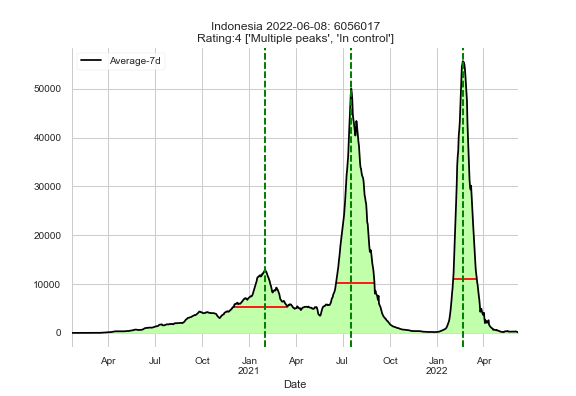 Indonesia 2022-06-08: 6056017
Rating:4 ['Multiple peaks', 'In control']
Average-7d
50000
40000
30000
20000
10000
0
Apr
Jul
Oct
Jan
2021
Apr
Jul
Oct
Jan
2022
Apr
Date